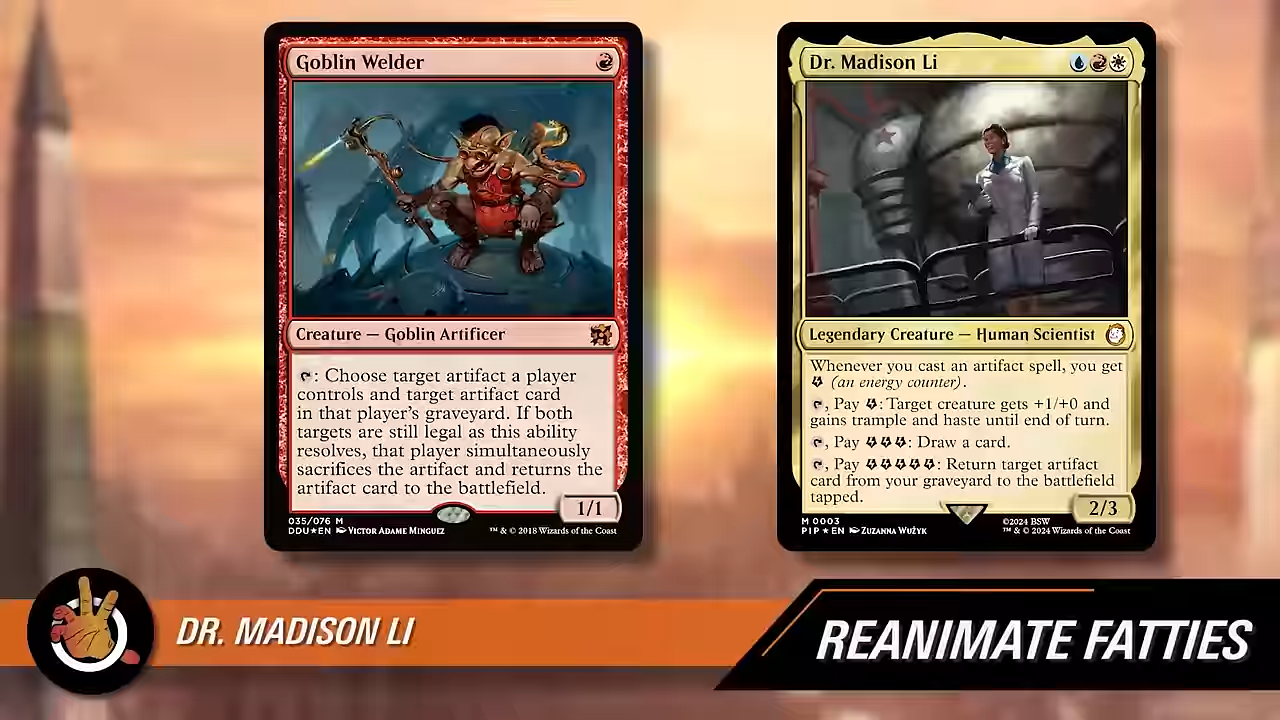 Goblin Welder
Creature — Goblin Artificer
: Choose target artifact a player
controls and target artifact card
in that player's graveyard. If both
targets are still legal as this ability
resolves, that player simultaneously
sacrifices the artifact and returns the
artifact card to the battlefield.
1/1
035/076 M
DDU★EN VICTOR ADAME MINGUEZ
™ & © 2018 Wizards of the Coast
Dr. Madison Li
Legendary Creature — Human Scientist
Whenever you cast an artifact spell, you get
(an energy counter).
, Pay : Target creature gets +1/+0 and
gains trample and haste until end of turn.
, Pay : Draw a card.
, Pay : Return target artifact
card from your graveyard to the battlefield
tapped.
2/3
M 0003
PIP★EN ZUZANNA WUŻYK
©2024 BSW
™ & © 2024 Wizards of the Coast
DR. MADISON LI
REANIMATE FATTIES